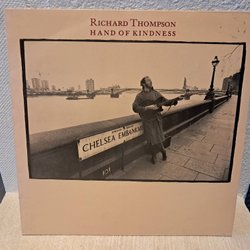 RICHARD THOMPSON
HAND OF KINDNESS
CHELSEA EMBANKMENT